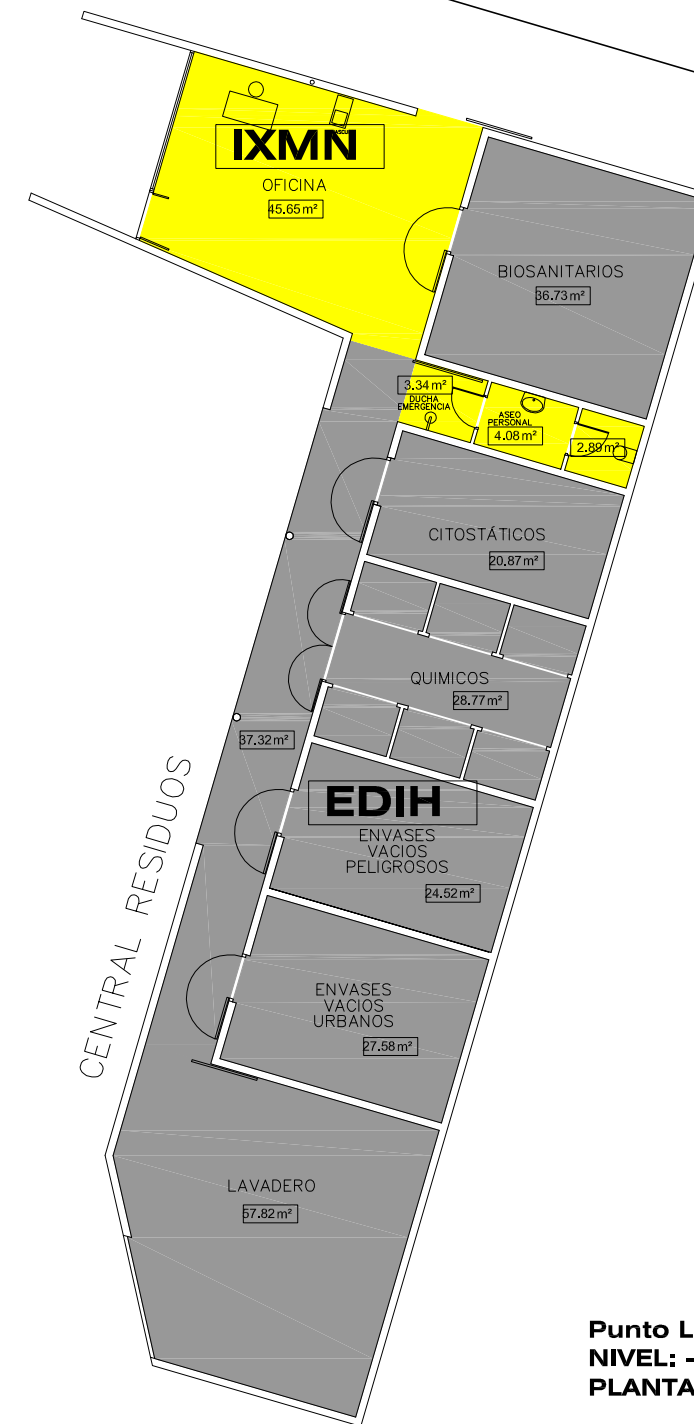 IXMN
OFICINA
45.65 m²
BIOSANITARIOS
36.73 m²
3.34 m²
DUCHA
EMERGENCIA
ASEO
PERSONAL
4.08 m²
2.89 m²
CITOSTÁTICOS
20.87 m²
QUIMICOS
28.77 m²
37.32 m²
EDIH
ENVASES
VACIOS
PELIGROSOS
24.52 m²
CENTRAL RESIDUOS
ENVASES
VACIOS
URBANOS
27.58 m²
LAVADERO
57.82 m²
Punto L
NIVEL: -
PLANTA